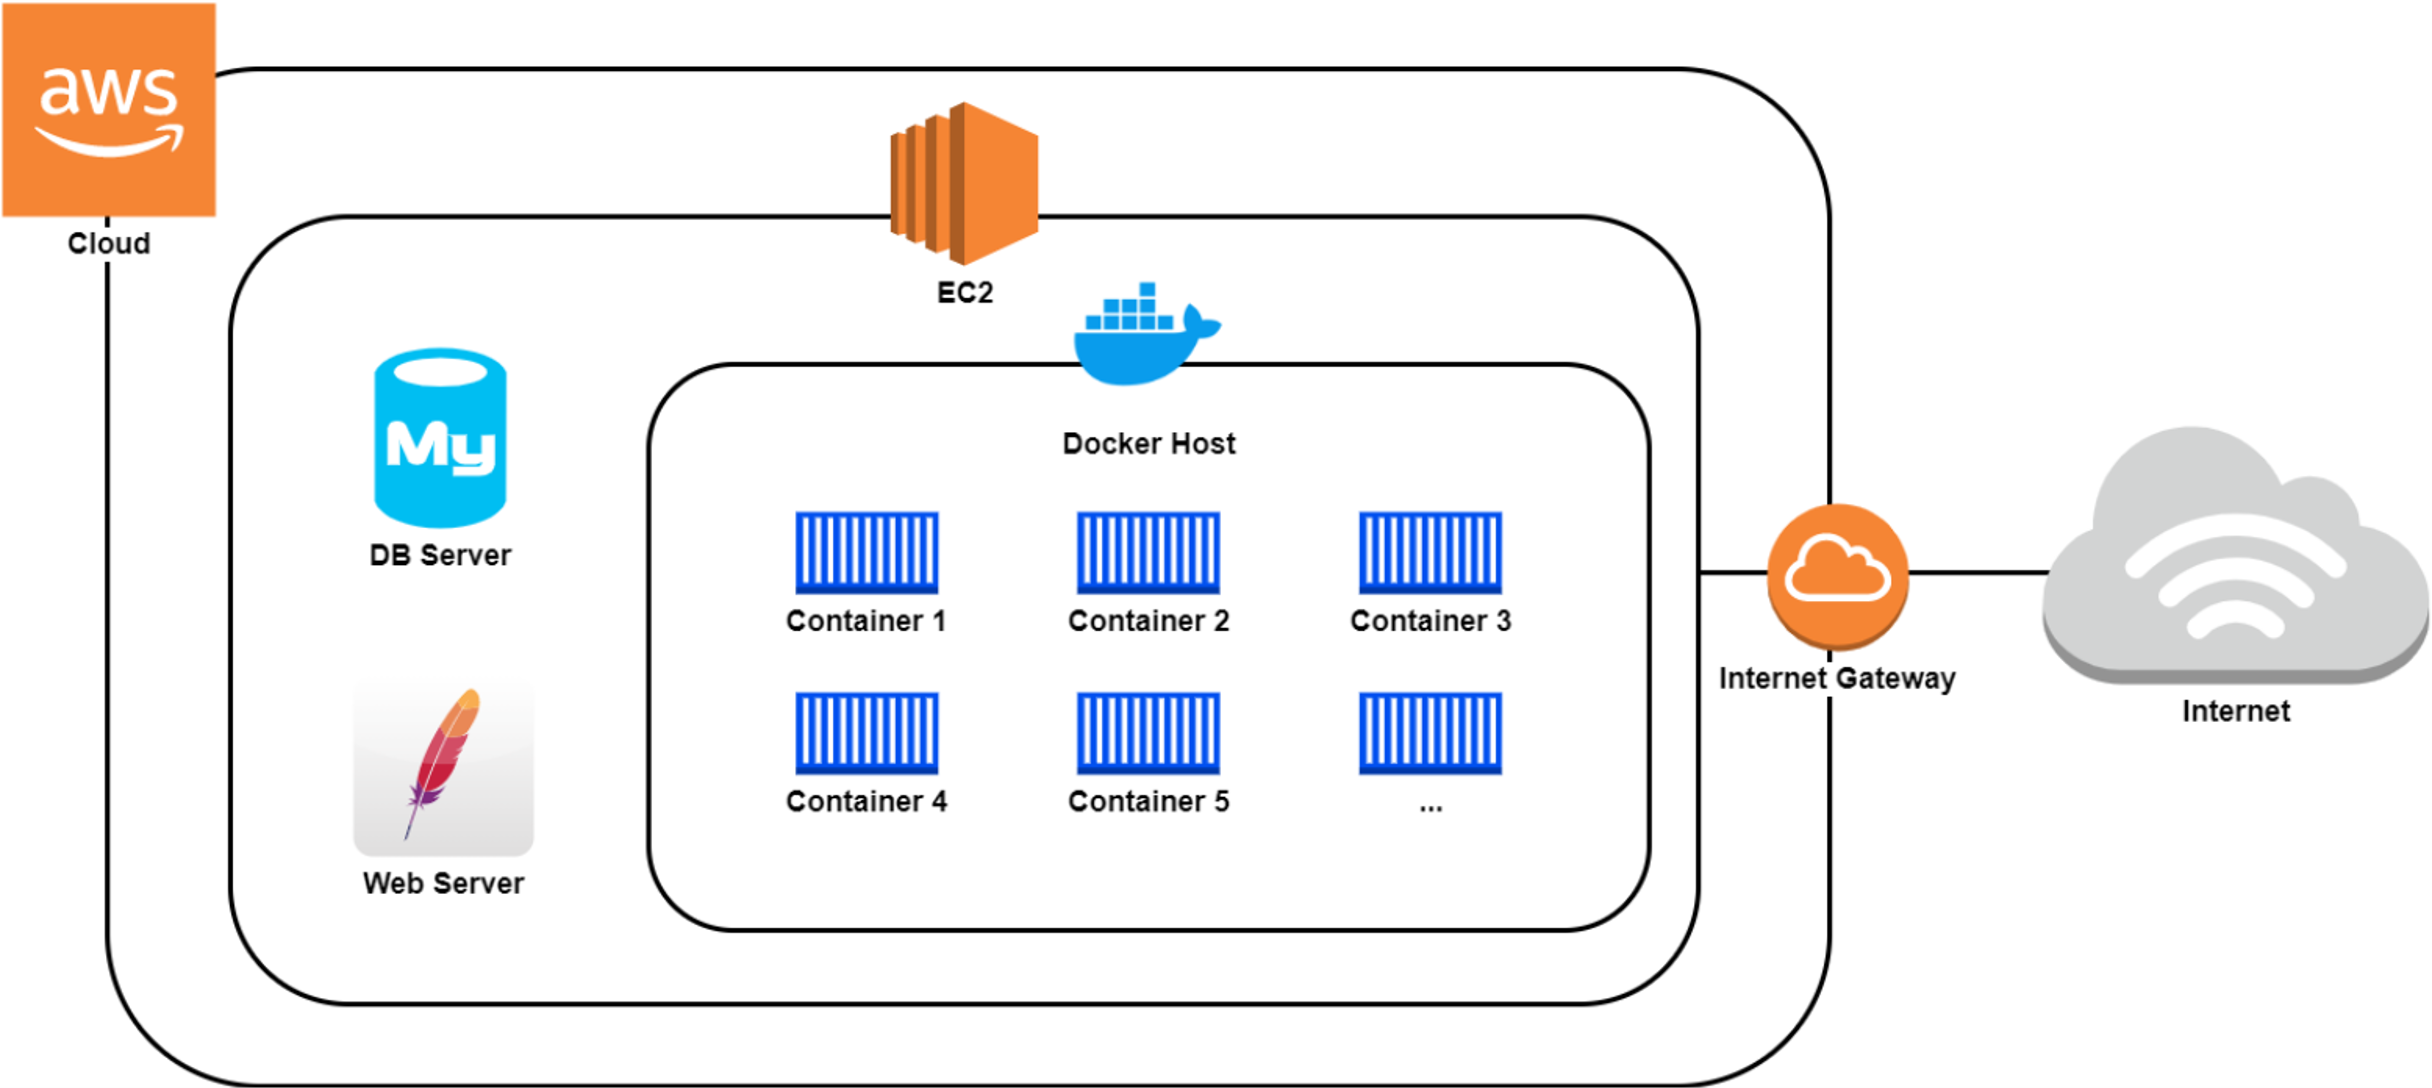 aws
Cloud
EC2
My
DB Server
Docker Host
Container 1
Container 2
Container 3
Container 4
Container 5
...
Web Server
Internet Gateway
Internet